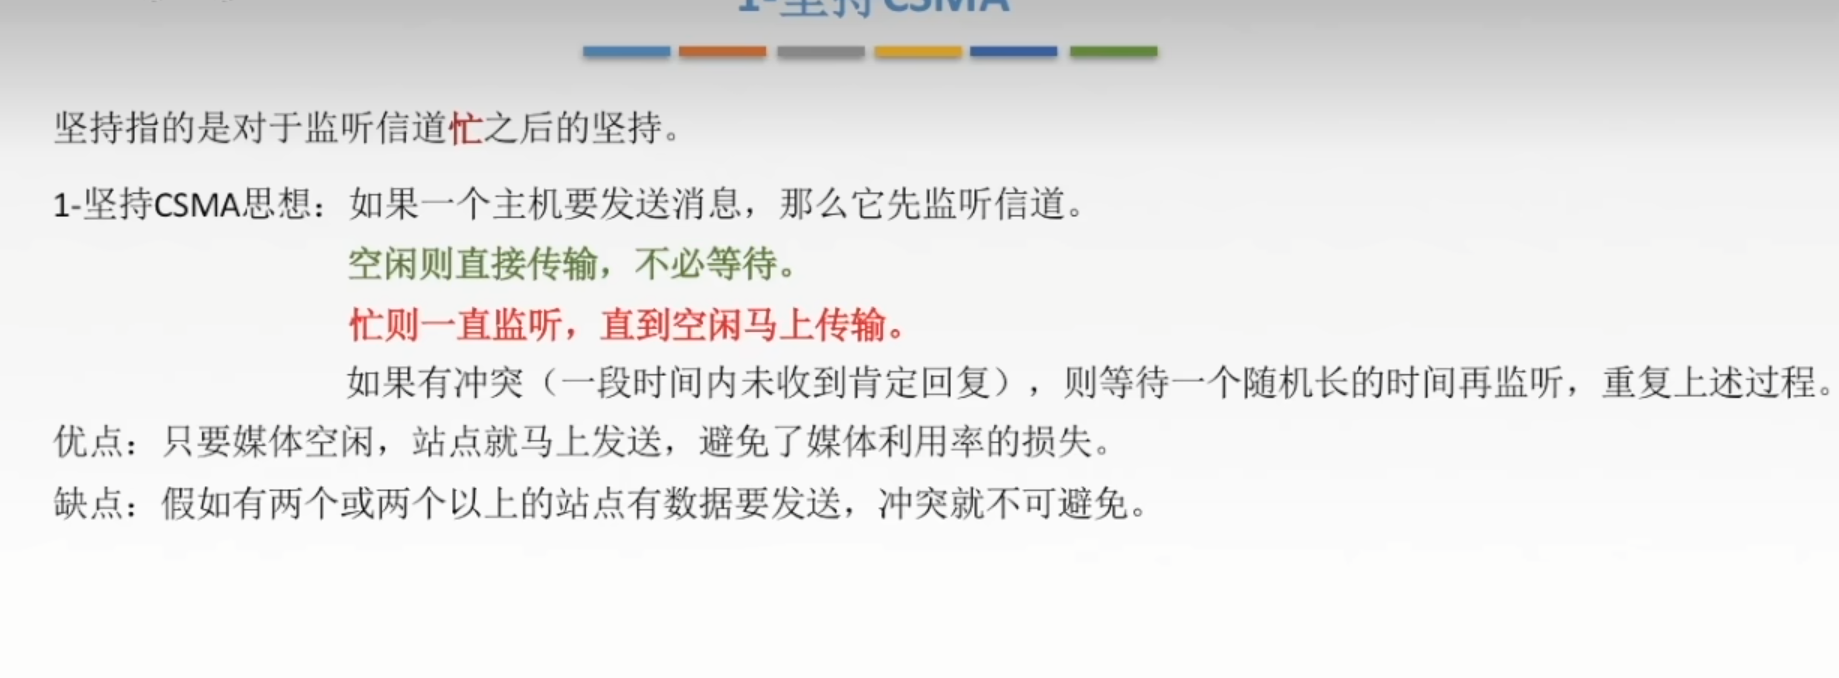 1-坚持CSMA
坚持指的是对于监听信道忙之后的坚持。
1-坚持CSMA思想：如果一个主机要发送消息，那么它先监听信道。
空闲则直接传输，不必等待。
忙则一直监听，直到空闲马上传输。
如果有冲突（一段时间内未收到肯定回复），则等待一个随机长的时间再监听，重复上述过程。
优点：只要媒体空闲，站点就马上发送，避免了媒体利用率的损失。
缺点：假如有两个或两个以上的站点有数据要发送，冲突就不可避免。